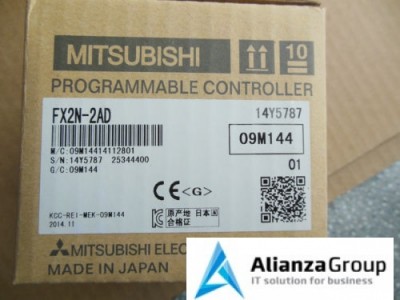 MITSUBISHI
10
PROGRAMMABLE CONTROLLER
FX2N-2AD
14Y5787
M/C:09M14414112801
S/N:14Y5787 25344400
G/C:09M144
09M144
01
CE <G>
KCC-REI-MEK-09M144
2014.11
原产地 日本
合格证
MITSUBISHI ELEC
MADE IN JAPAN
AlianzaGroup
IT solution for business